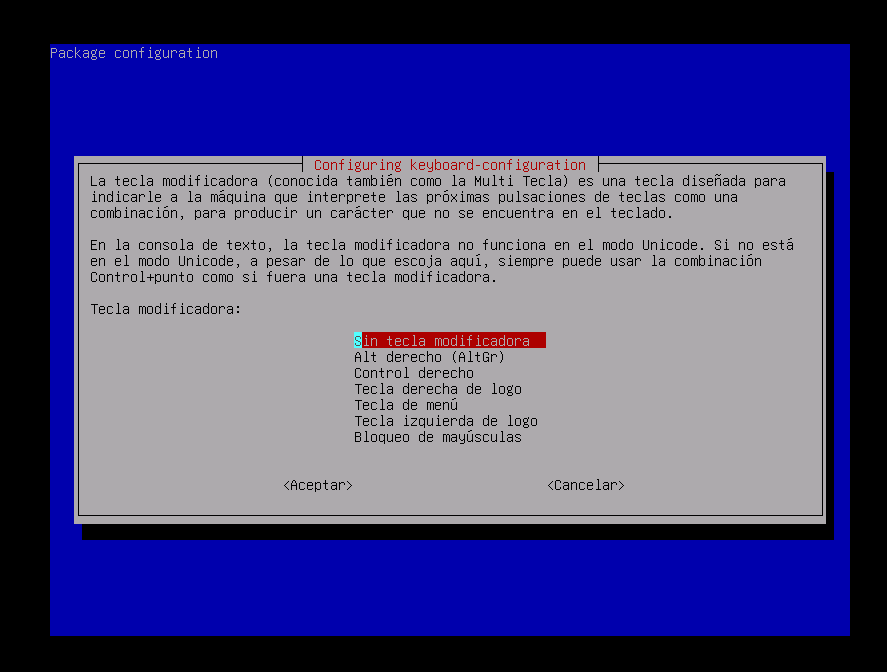 Package configuration
Configuring keyboard-configuration
La tecla modificadora (conocida también como la Multi Tecla) es una tecla diseñada para
indicarle a la máquina que interprete las próximas pulsaciones de teclas como una
combinación, para producir un carácter que no se encuentra en el teclado.
En la consola de texto, la tecla modificadora no funciona en el modo Unicode. Si no está
en el modo Unicode, a pesar de lo que escoja aquí, siempre puede usar la combinación
Control+punto como si fuera una tecla modificadora.
Tecla modificadora:
Sin tecla modificadora
Alt derecho (AltGr)
Control derecho
Tecla derecha de logo
Tecla de menú
Tecla izquierda de logo
Bloqueo de mayúsculas
<Aceptar> <Cancelar>